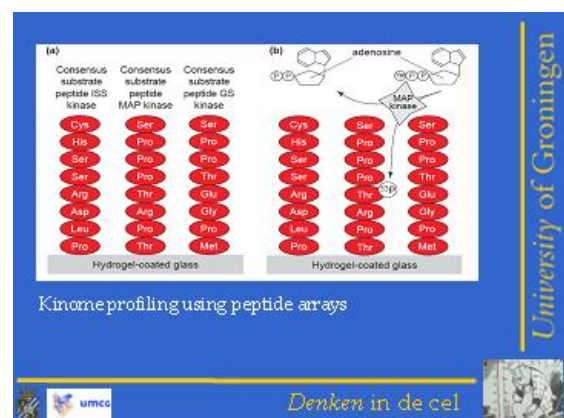 (a)
Consensus
substrate
peptide ISS
kinase
Consensus
substrate
peptide
MAP kinase
Consensus
substrate
peptide GS
kinase
Cys Ser Ser
His Pro Pro
Ser Pro Pro
Ser Pro Thr
Arg Thr Glu
Asp Arg Gly
Leu Pro Pro
Pro Thr Met
Hydrogel-coated glass
(b)
adenosine
P P
P P
MAP
kinase
Cys Ser Ser
His Pro Pro
Ser Pro Pro
Ser Pro Thr
33P
Arg Thr Glu
Asp Arg Gly
Leu Pro Pro
Pro Thr Met
Hydrogel-coated glass
Kinome profiling using peptide arrays
University of Groningen
umcg
Denken in de cel